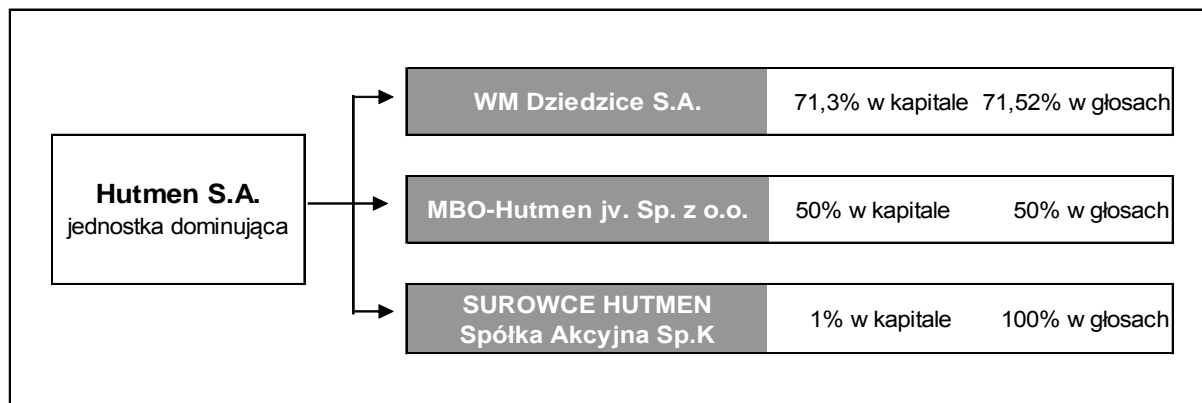 WM Dziedzice S.A. 71,3% w kapitale 71,52% w głosach
Hutmen S.A.
jednostka dominująca
MBO-Hutmen jv. Sp. z o.o. 50% w kapitale 50% w głosach
SUROWCE HUTMEN
Spółka Akcyjna Sp.K
1% w kapitale 100% w głosach